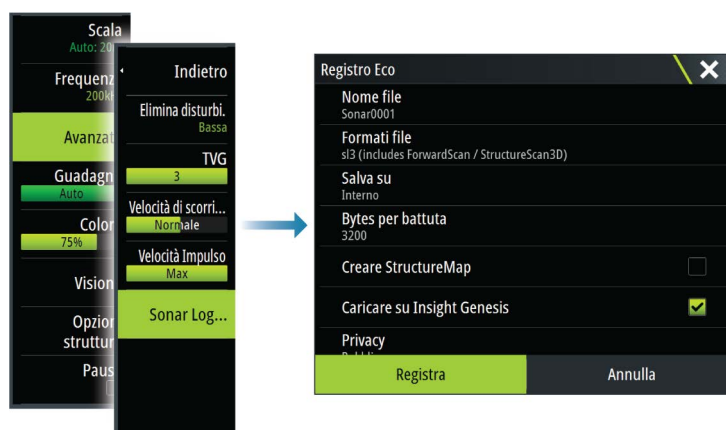 Scala
Auto: 20
Frequenz
200k
Avanzat
Guadagn
Auto
Color
75%
Vision
Opzion
struttur
Paus
Indietro
Elimina disturbi.
Bassa
TVG
3
Velocità di scorri...
Normale
Velocità Impulso
Max
Sonar Log...
Registro Eco
Nome file
Sonar0001
Formati file
sl3 (includes ForwardScan / StructureScan3D)
Salva su
Interno
Bytes per battuta
3200
Creare StructureMap
Caricare su Insight Genesis
Privacy
Registra
Annulla